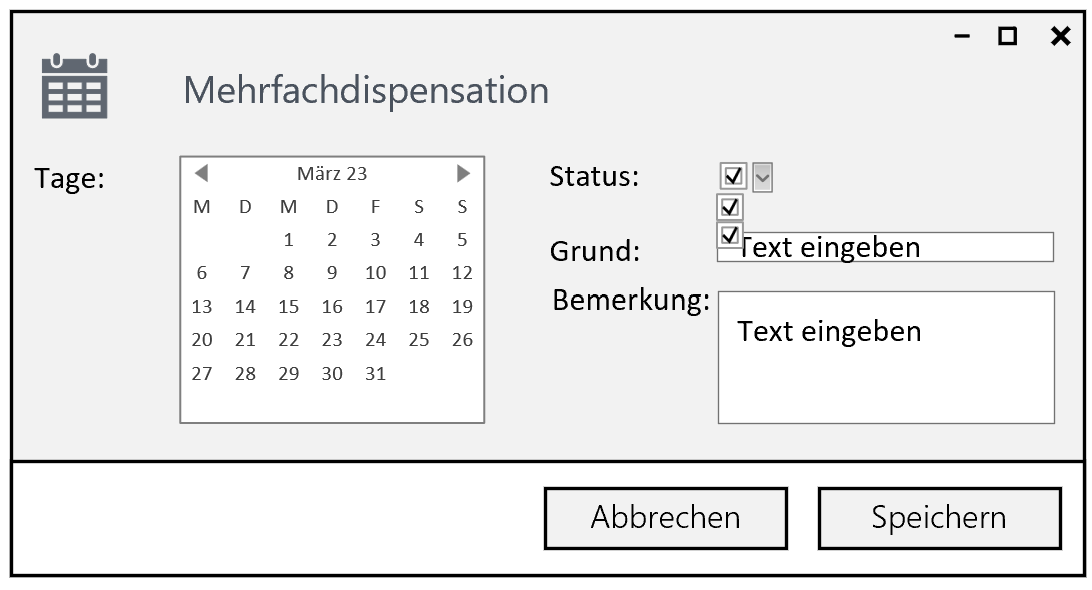 Mehrfachdispensation
Tage:
März 23
M D M D F S S
1 2 3 4 5
6 7 8 9 10 11 12
13 14 15 16 17 18 19
20 21 22 23 24 25 26
27 28 29 30 31
Status:
Grund:
Text eingeben
Bemerkung:
Text eingeben
Abbrechen
Speichern